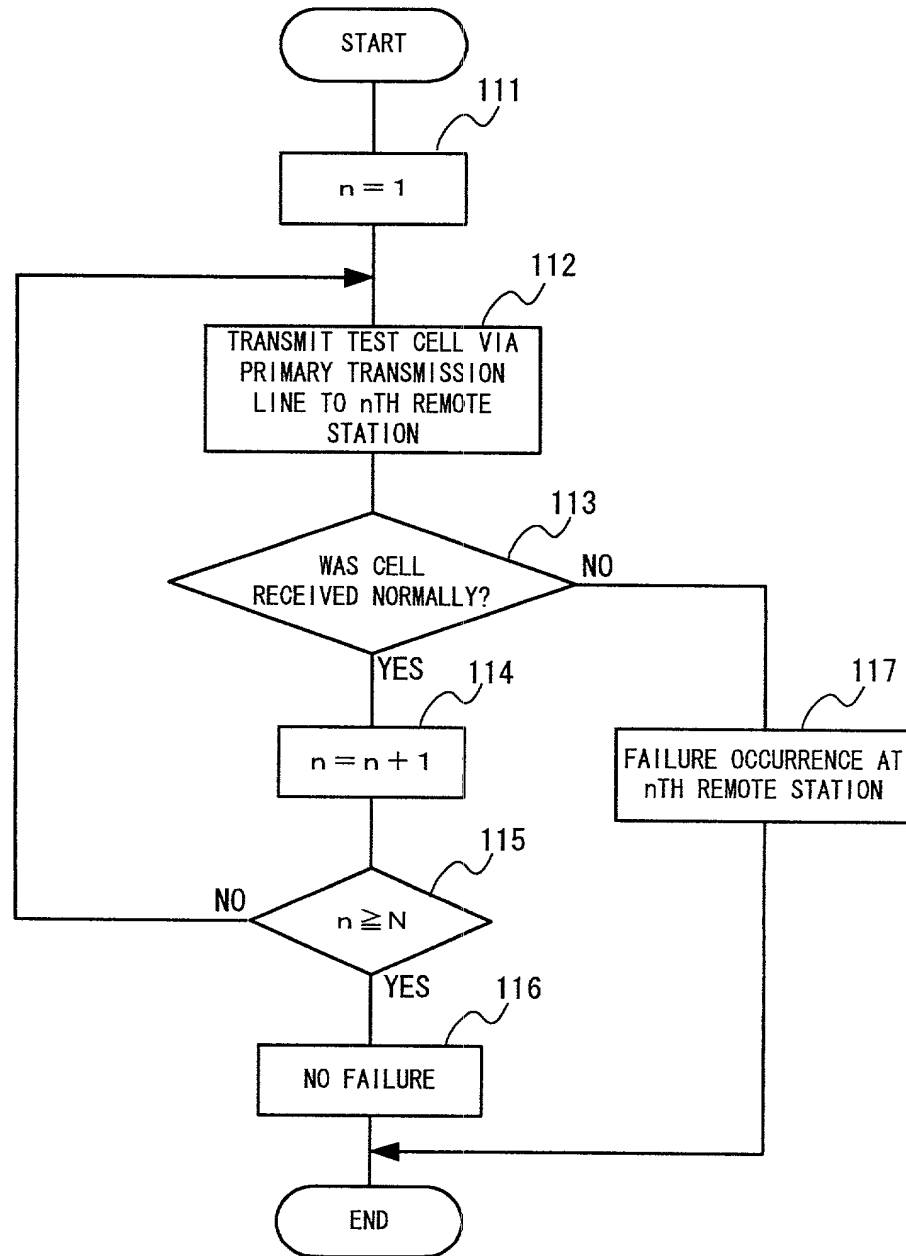 START
111
n=1
112
TRANSMIT TEST CELL VIA
PRIMARY TRANSMISSION
LINE TO nTH REMOTE
STATION
113
WAS CELL
RECEIVED NORMALLY?
NO
YES
114
n=n+1
117
FAILURE OCCURRENCE AT
nTH REMOTE STATION
115
NO
n≧N
YES
116
NO FAILURE
END